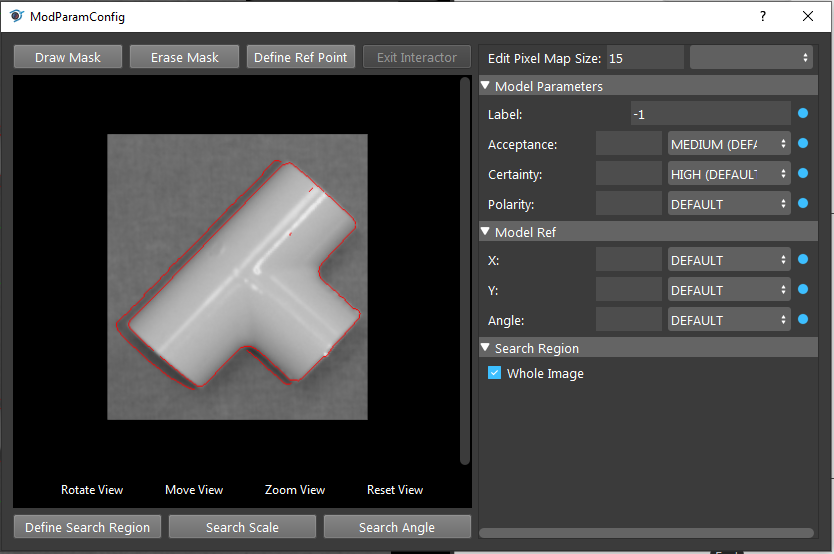 ModParamConfig
?
Draw Mask Erase Mask Define Ref Point Exit Interactor
Edit Pixel Map Size: 15
Model Parameters
Label: -1
Acceptance: MEDIUM (DEFA
Certainty: HIGH (DEFAULT
Polarity: DEFAULT
Model Ref
X: DEFAULT
Y: DEFAULT
Angle: DEFAULT
Search Region
Whole Image
Rotate View Move View Zoom View Reset View
Define Search Region Search Scale Search Angle